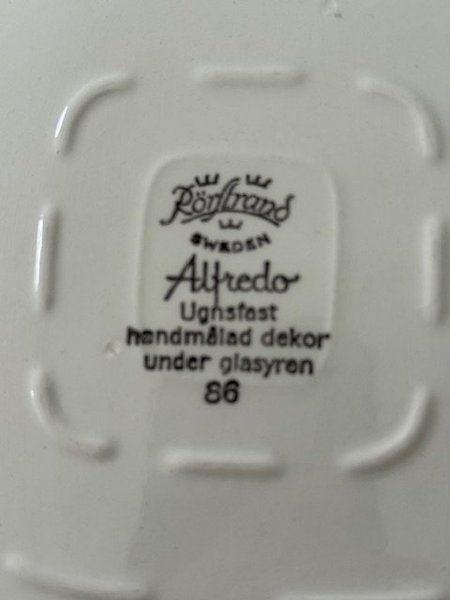 Rörstrand
SWEDEN
Alfredo
Ugnsfast
handmålad dekor
under glasyren
86